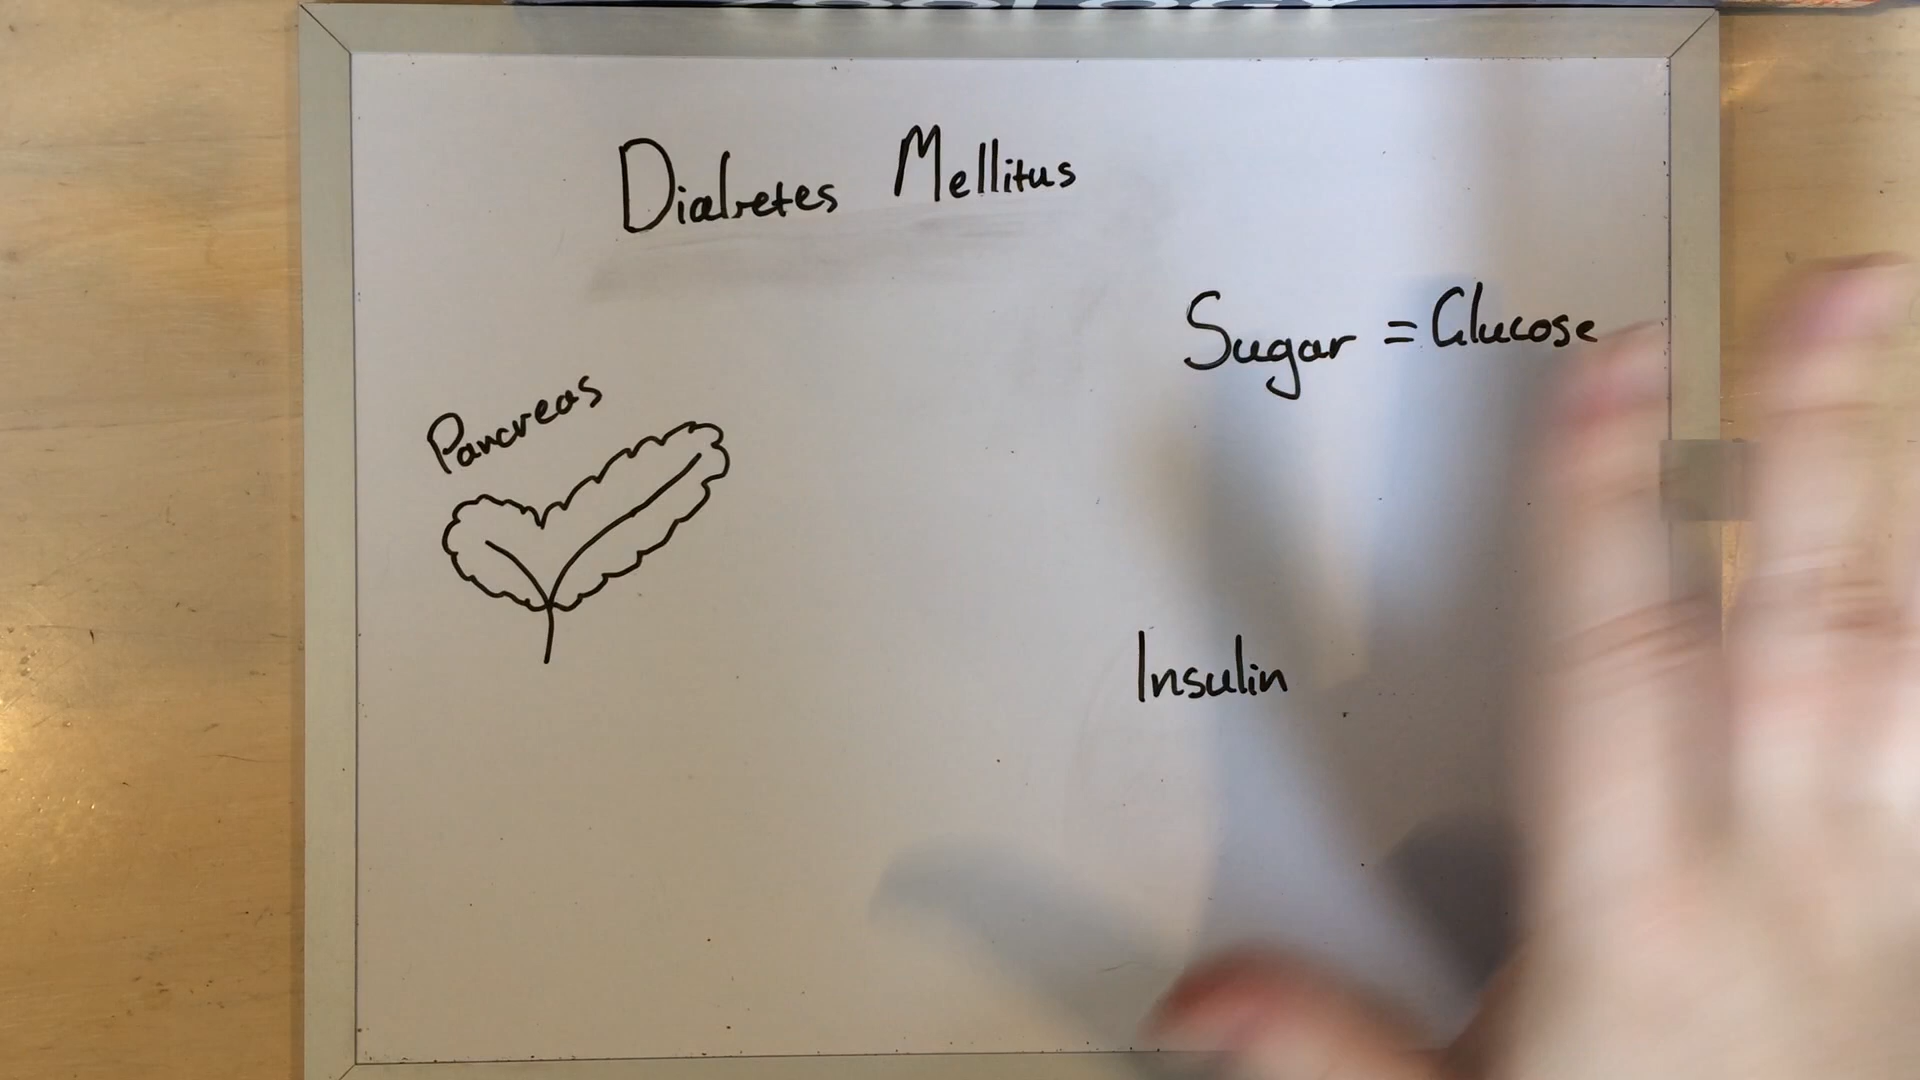 Diabetes Mellitus
Sugar = Glucose
Pancreas
Insulin